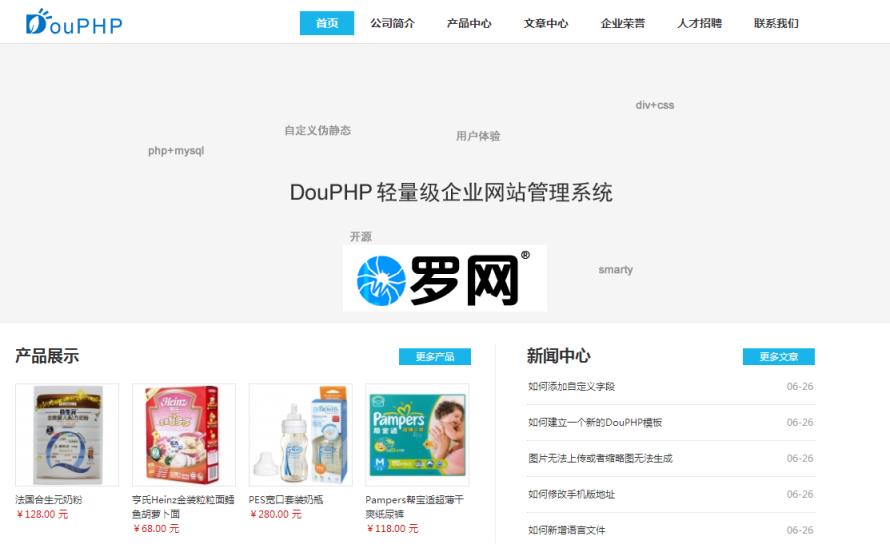 DouPHP
首页 公司简介 产品中心 文章中心 企业荣誉 人才招聘 联系我们
div+css
自定义伪静态
用户体验
php+mysql
DouPHP 轻量级企业网站管理系统
开源
罗网®
smarty
产品展示 更多产品
Heinz
Pampers
帮宝适
M
法国合生元奶粉
¥128.00 元
亨氏Heinz金装粒粒面鳕
鱼胡萝卜面
¥68.00 元
PES宽口套装奶瓶
¥280.00 元
Pampers帮宝适超薄干
爽纸尿裤
¥118.00 元
新闻中心 更多文章
如何添加自定义字段 06-26
如何建立一个新的DouPHP模板 06-26
图片无法上传或者缩略图无法生成 06-26
如何修改手机版地址 06-26
如何新增语言文件 06-26